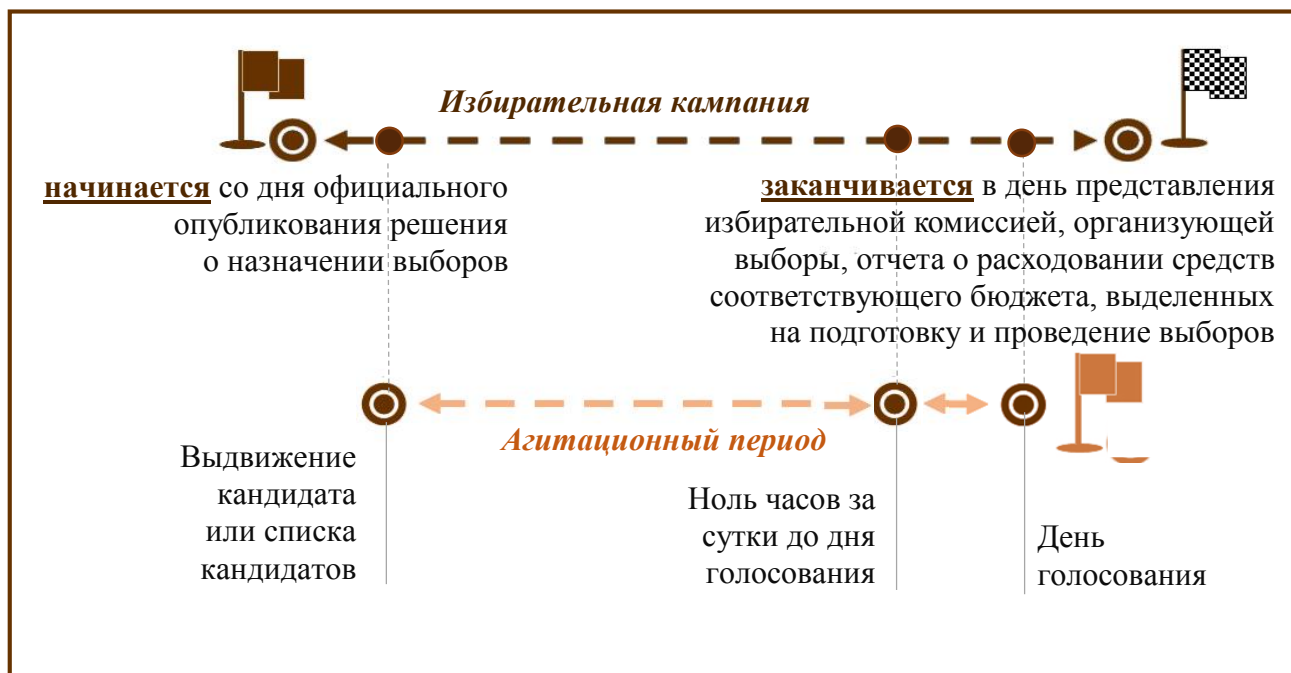 Избирательная кампания
начинается со дня официального
опубликования решения
о назначении выборов
заканчивается в день представления
избирательной комиссией, организующей
выборы, отчета о расходовании средств
соответствующего бюджета, выделенных
на подготовку и проведение выборов
Агитационный период
Выдвижение
кандидата
или списка
кандидатов
Ноль часов за
сутки до дня
голосования
День
голосования